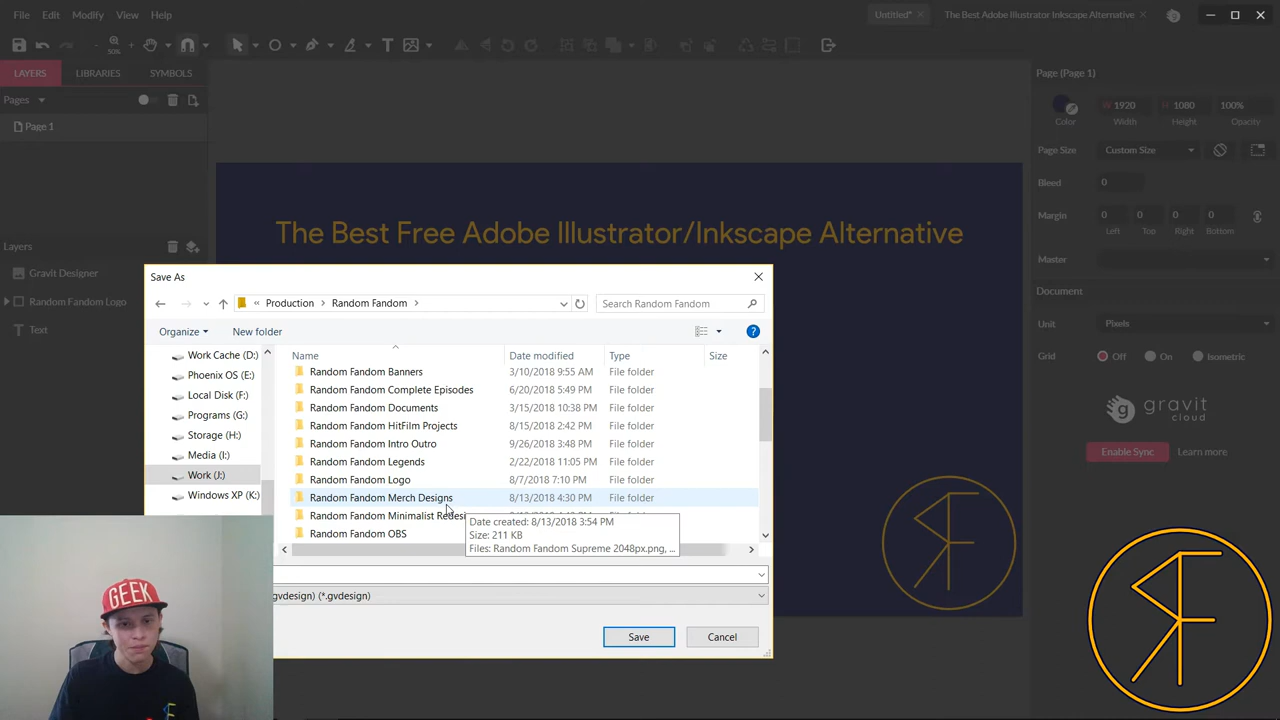 File Edit Modify View Help
Untitled*
The Best Adobe Illustrator Inkscape Alternative
50%
LAYERS LIBRARIES SYMBOLS
Pages
Page 1
Layers
Gravit Designer
Random Fandom Logo
Text
The Best Free Adobe Illustrator/Inkscape Alternative
Save As
« Production > Random Fandom >
Search Random Fandom
Organize New folder
Work Cache (D:)
Phoenix OS (E:)
Local Disk (F:)
Programs (G:)
Storage (H:)
Media (I:)
Work (J:)
Windows XP (K:)
Name Date modified Type Size
Random Fandom Banners 3/10/2018 9:55 AM File folder
Random Fandom Complete Episodes 6/20/2018 5:49 PM File folder
Random Fandom Documents 3/15/2018 10:38 PM File folder
Random Fandom HitFilm Projects 8/15/2018 2:42 PM File folder
Random Fandom Intro Outro 9/26/2018 3:48 PM File folder
Random Fandom Legends 2/22/2018 11:05 PM File folder
Random Fandom Logo 8/7/2018 7:10 PM File folder
Random Fandom Merch Designs 8/13/2018 4:30 PM File folder
Random Fandom Minimalist Redesi
Random Fandom OBS
Date created: 8/13/2018 3:54 PM
Size: 211 KB
Files: Random Fandom Supreme 2048px.png, ...
.gvdesign) (*.gvdesign)
Save Cancel
Page (Page 1)
W 1920 H 1080 100%
Color Width Height Opacity
Page Size Custom Size
Bleed 0
Margin 0 0 0 0
Left Top Right Bottom
Master
Document
Unit Pixels
Grid Off On Isometric
gravit
cloud
Enable Sync Learn more
GEEK